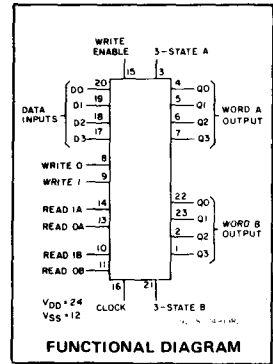 WRITE
ENABLE
3-STATE A
15
3
D0
20
4
Q0
D1
19
5
Q1
DATA
INPUTS
D2
18
6
Q2
WORD A
OUTPUT
D3
17
7
Q3
WRITE 0
8
WRITE 1
9
READ 1A
14
READ 0A
13
22
Q0
23
Q1
WORD B
OUTPUT
READ 1B
10
2
Q2
READ 0B
11
1
Q3
16
21
VDD = 24
VSS = 12
CLOCK
3-STATE B
FUNCTIONAL DIAGRAM